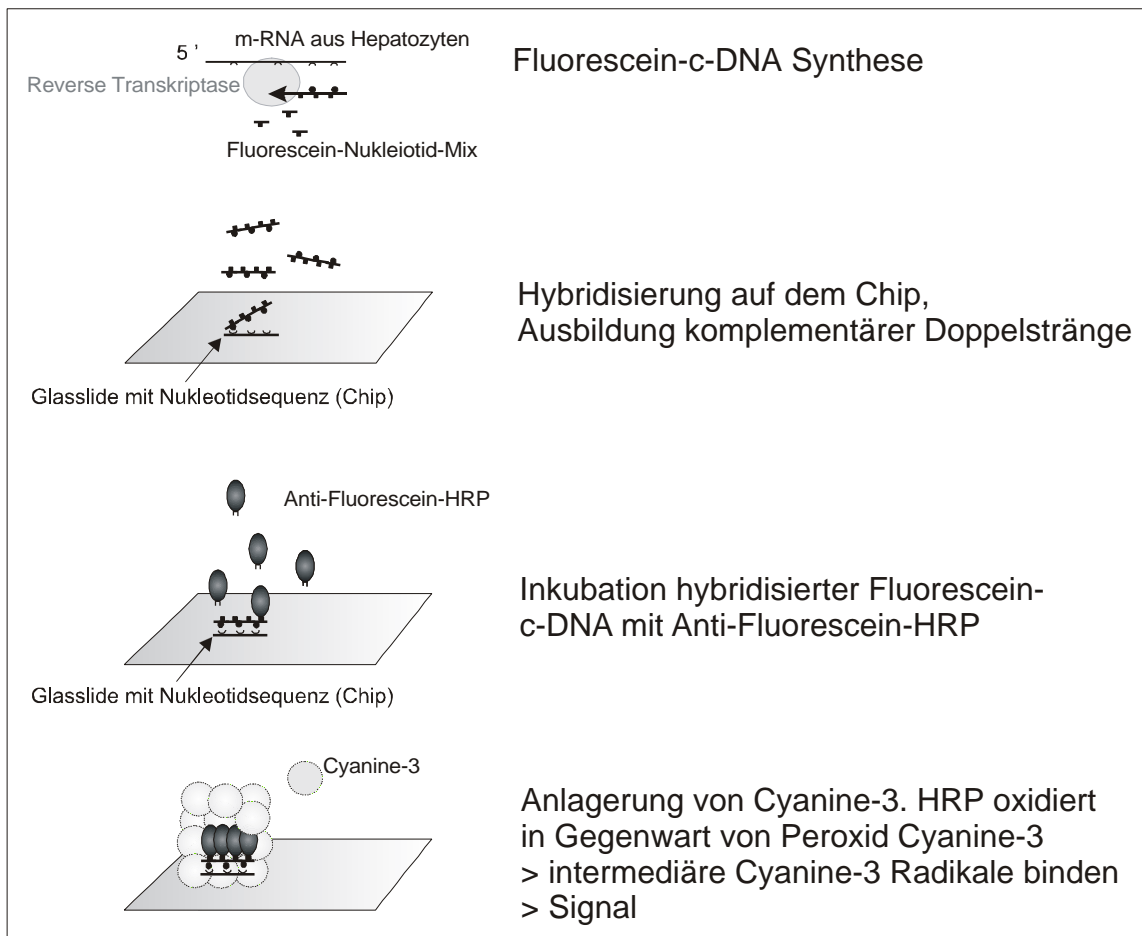 m-RNA aus Hepatozyten
5 '
Reverse Transkriptase
Fluorescein-Nukleiotid-Mix
Fluorescein-c-DNA Synthese
Hybridisierung auf dem Chip,
Ausbildung komplementärer Doppelstränge
Glasslide mit Nukleotidsequenz (Chip)
Anti-Fluorescein-HRP
Inkubation hybridisierter Fluorescein-
c-DNA mit Anti-Fluorescein-HRP
Glasslide mit Nukleotidsequenz (Chip)
Cyanine-3
Anlagerung von Cyanine-3. HRP oxidiert
in Gegenwart von Peroxid Cyanine-3
> intermediäre Cyanine-3 Radikale binden
> Signal